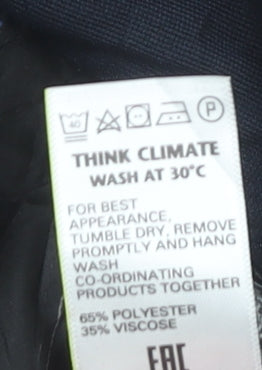 40 P
THINK CLIMATE
WASH AT 30°C
FOR BEST
APPEARANCE,
TUMBLE DRY, REMOVE
PROMPTLY AND HANG
WASH
CO-ORDINATING
PRODUCTS TOGETHER
65% POLYESTER
35% VISCOSE
EAC